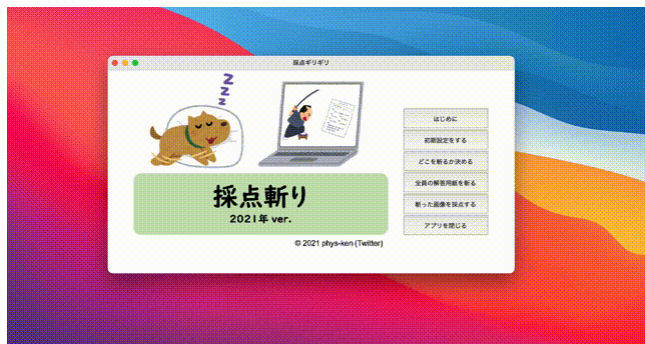 採点ギリギリ
z
z
z
採点斬り
2021年 ver.
© 2021 phys-ken (Twitter)
はじめに
初期設定をする
どこを斬るか決める
全員の解答用紙を斬る
斬った画像を採点する
アプリを閉じる